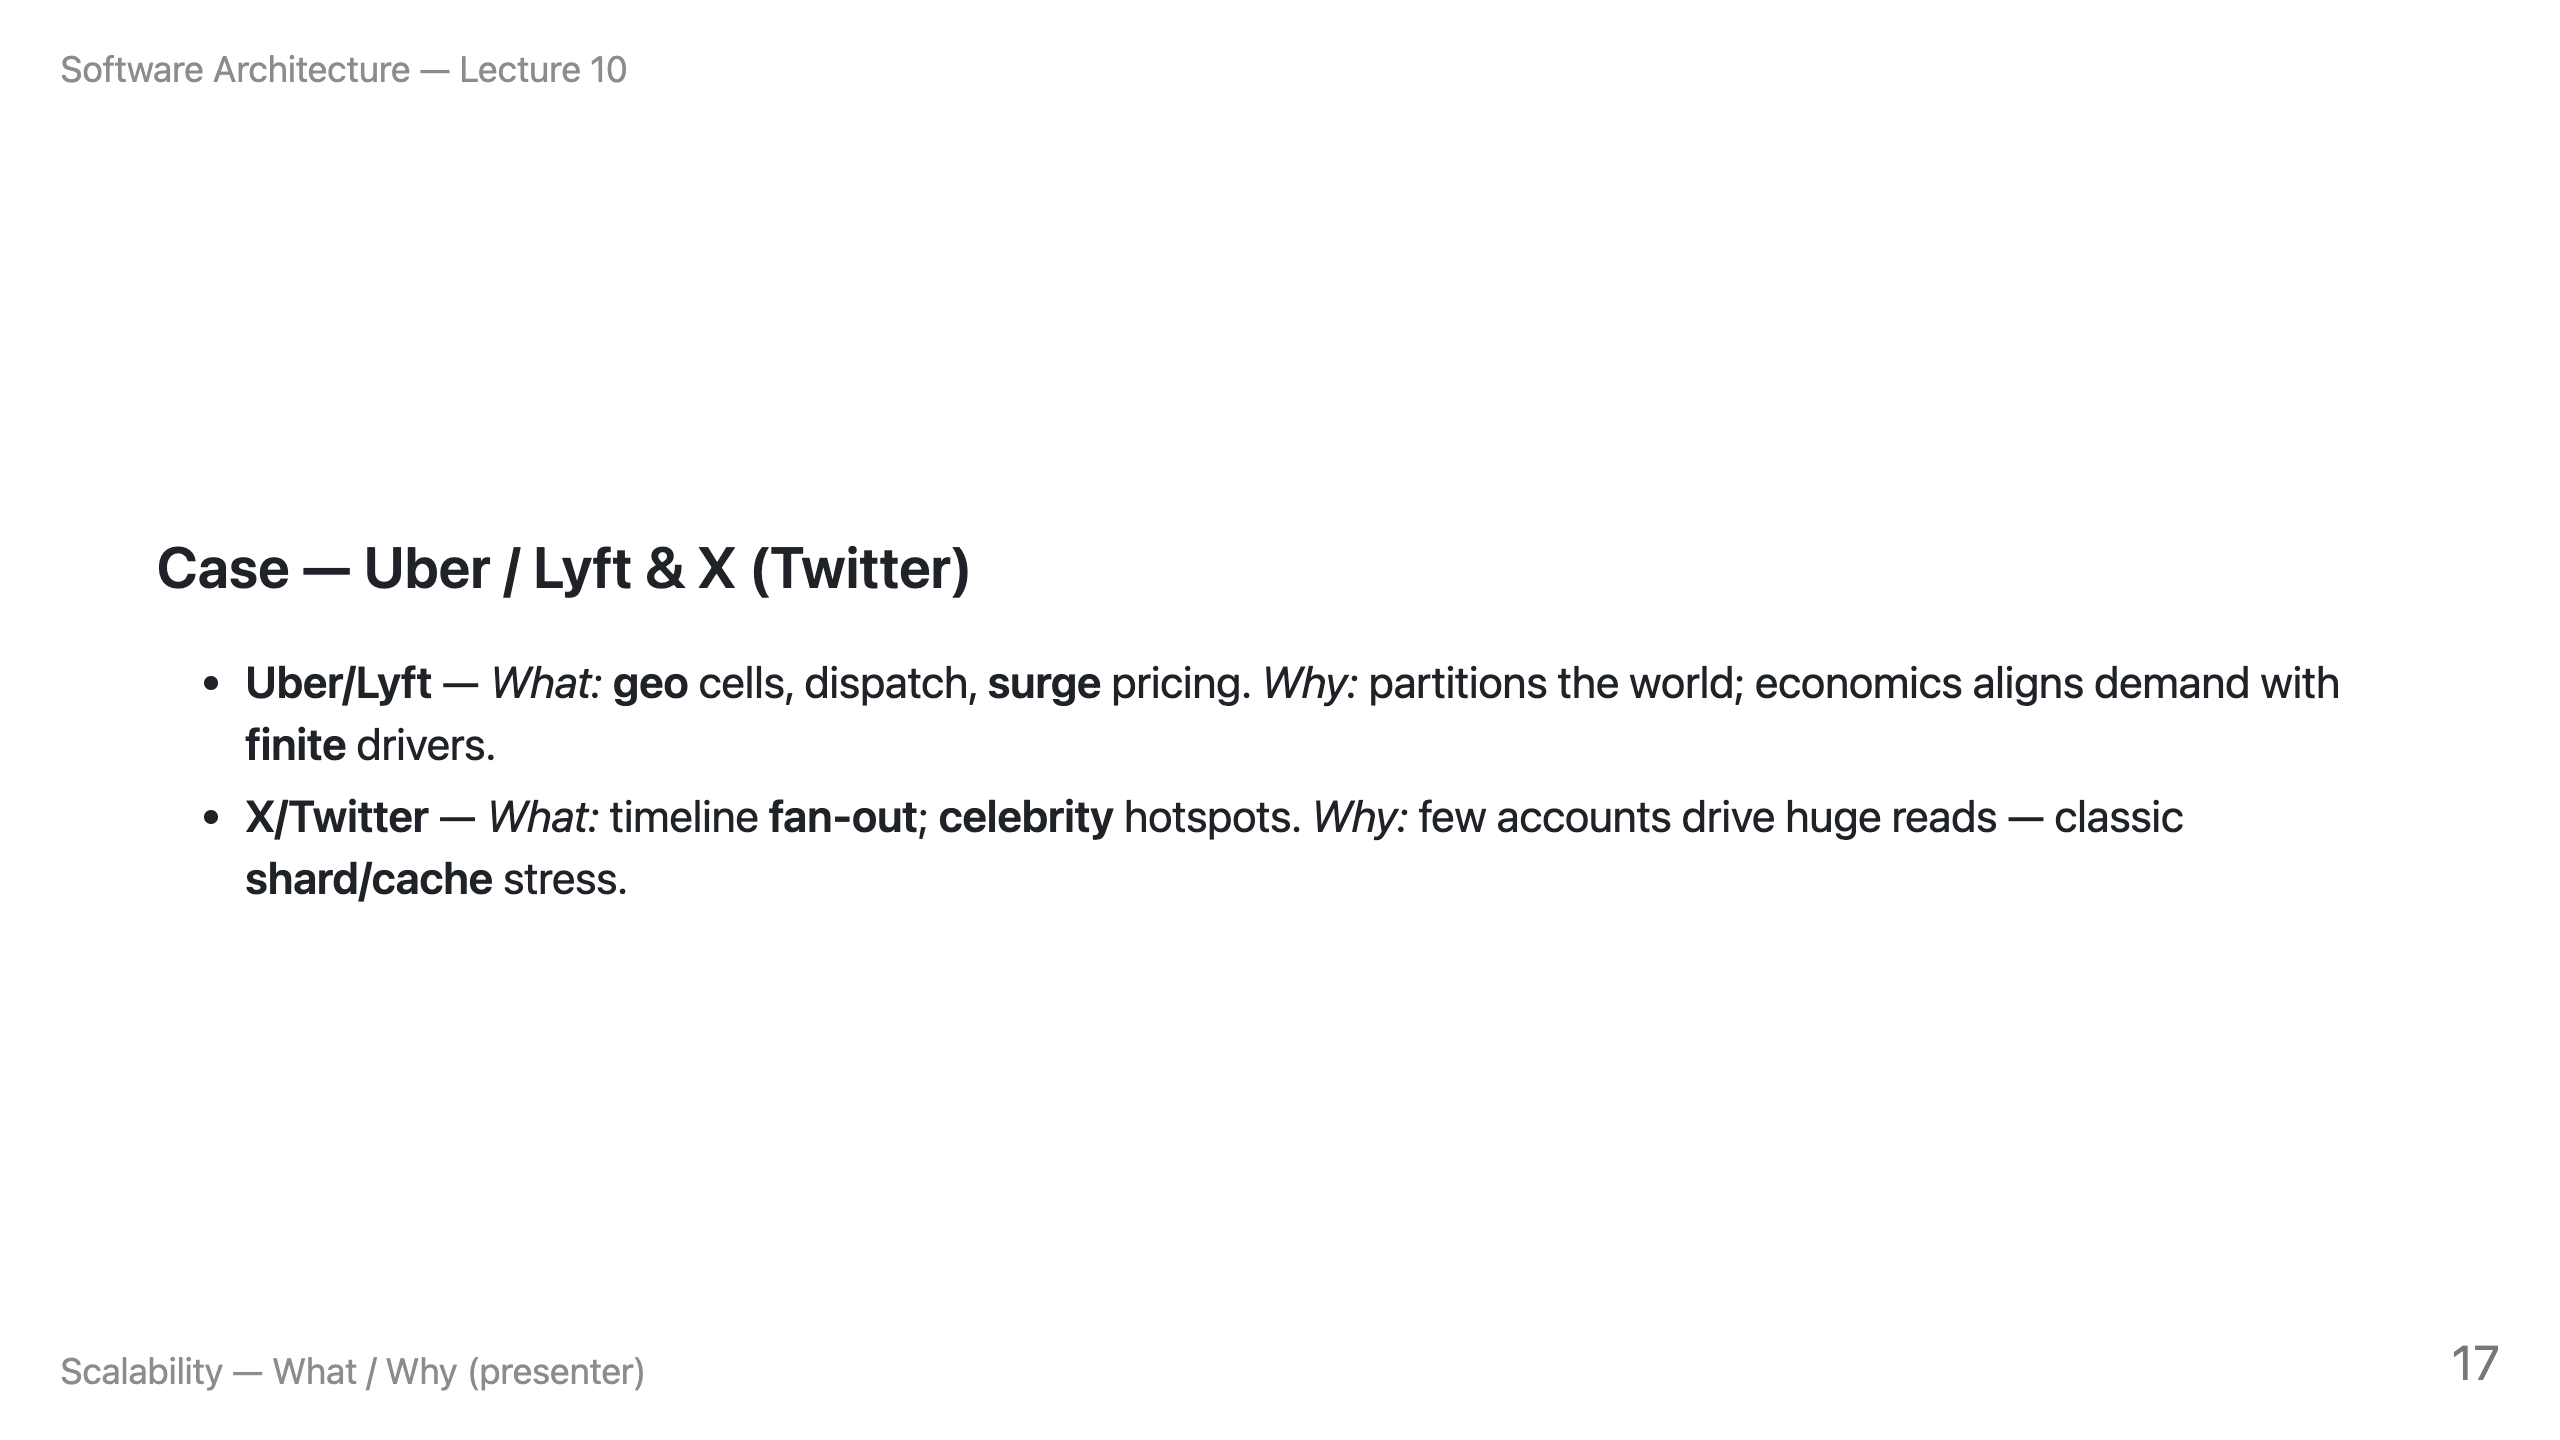 Software Architecture — Lecture 10
Case — Uber / Lyft & X (Twitter)
• Uber/Lyft — What: geo cells, dispatch, surge pricing. Why: partitions the world; economics aligns demand with
finite drivers.
• X/Twitter — What: timeline fan-out; celebrity hotspots. Why: few accounts drive huge reads — classic
shard/cache stress.
Scalability — What / Why (presenter)
17